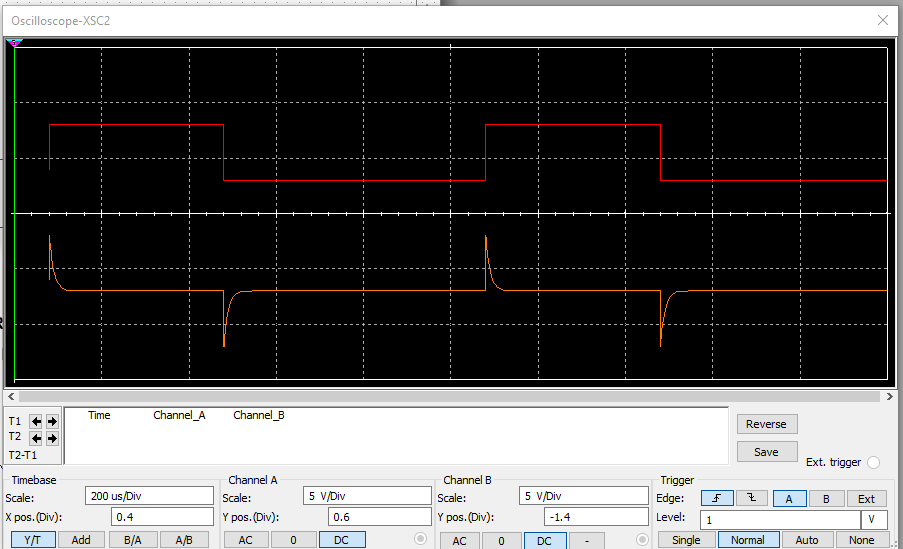 Oscilloscope-XSC2
Time Channel_A Channel_B
T1
T2
T2-T1
Reverse
Save
Ext. trigger
Timebase
Scale: 200 us/Div
X pos.(Div): 0.4
Y/T Add B/A A/B
Channel A
Scale: 5 V/Div
Y pos.(Div): 0.6
AC 0 DC
Channel B
Scale: 5 V/Div
Y pos.(Div): -1.4
AC 0 DC -
Trigger
Edge: A B Ext
Level: 1 V
Single Normal Auto None